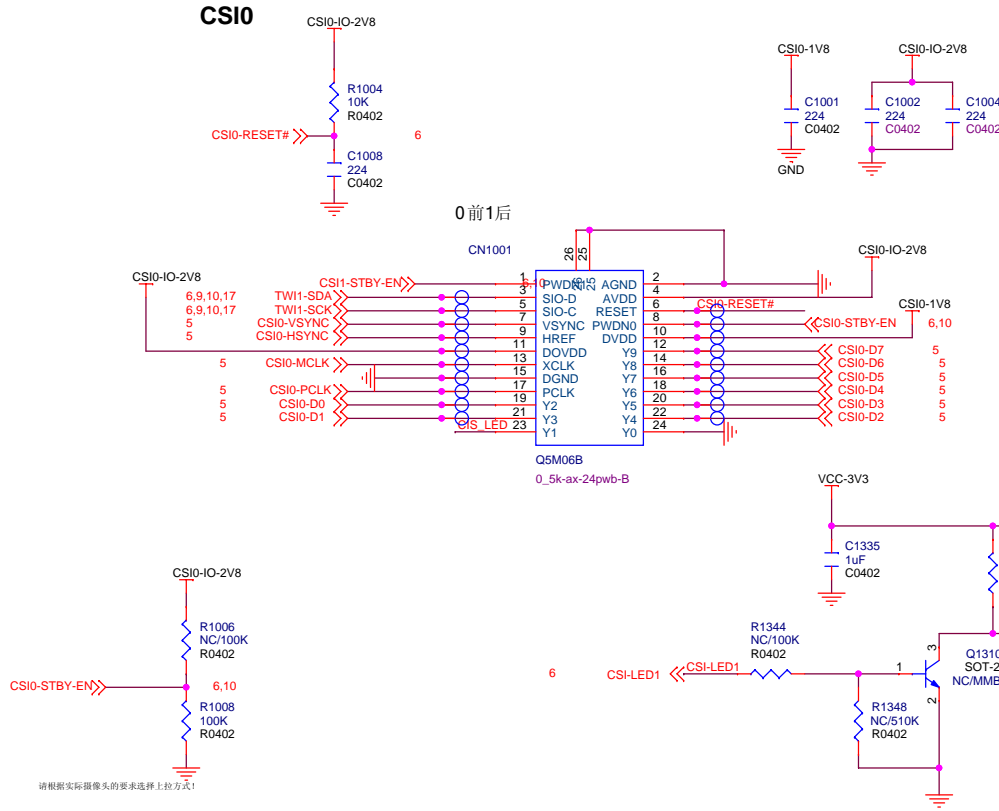 CSI0
CSI0-IO-2V8
R1004
10K
R0402
CSI0-RESET#
6
C1008
224
C0402
CSI0-1V8
C1001
224
C0402
GND
CSI0-IO-2V8
C1002
224
C0402
C1004
224
C0402
0前1后
CN1001
26
25
CSI0-IO-2V8
CSI0-IO-2V8
CSI0-1V8
CSI1-STBY-EN
6,10
1
PWDN1
26
25
AGND
2
6,9,10,17
TWI1-SDA
3
SIO-D
AVDD
4
6,9,10,17
TWI1-SCK
5
SIO-C
RESET
6
CSI0-RESET#
5
CSI0-VSYNC
7
VSYNC
PWDN0
8
CSI0-STBY-EN
6,10
5
CSI0-HSYNC
9
HREF
DVDD
10
11
DOVDD
Y9
12
CSI0-D7
5
5
CSI0-MCLK
13
XCLK
Y8
14
CSI0-D6
5
15
DGND
Y7
16
CSI0-D5
5
5
CSI0-PCLK
17
PCLK
Y6
18
CSI0-D4
5
5
CSI0-D0
19
Y2
Y5
20
CSI0-D3
5
5
CSI0-D1
21
Y3
Y4
22
CSI0-D2
5
CIS_LED
23
Y1
Y0
24
Q5M06B
0_5k-ax-24pwb-B
VCC-3V3
C1335
1uF
C0402
CSI0-IO-2V8
R1006
NC/100K
R0402
CSI0-STBY-EN
6,10
R1008
100K
R0402
请根据实际摄像头的要求选择上拉方式!
6
CSI-LED1
CSI-LED1
R1344
NC/100K
R0402
R1348
NC/510K
R0402
1
3
2
Q1310
SOT-2
NC/MMB